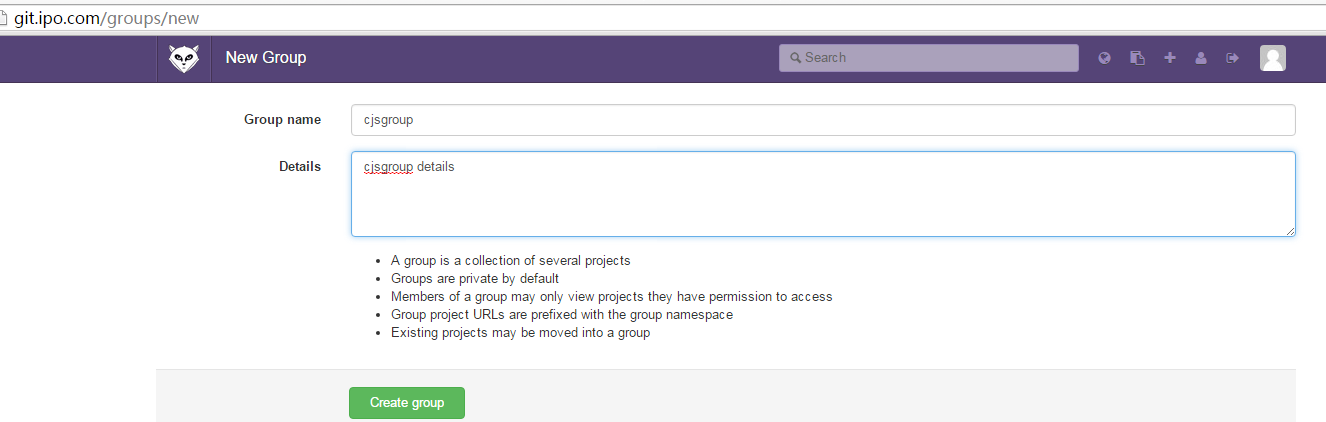 git.ipo.com/groups/new
New Group
Search
Group name
cjsgroup
Details
cjsgroup details
A group is a collection of several projects
Groups are private by default
Members of a group may only view projects they have permission to access
Group project URLs are prefixed with the group namespace
Existing projects may be moved into a group
Create group